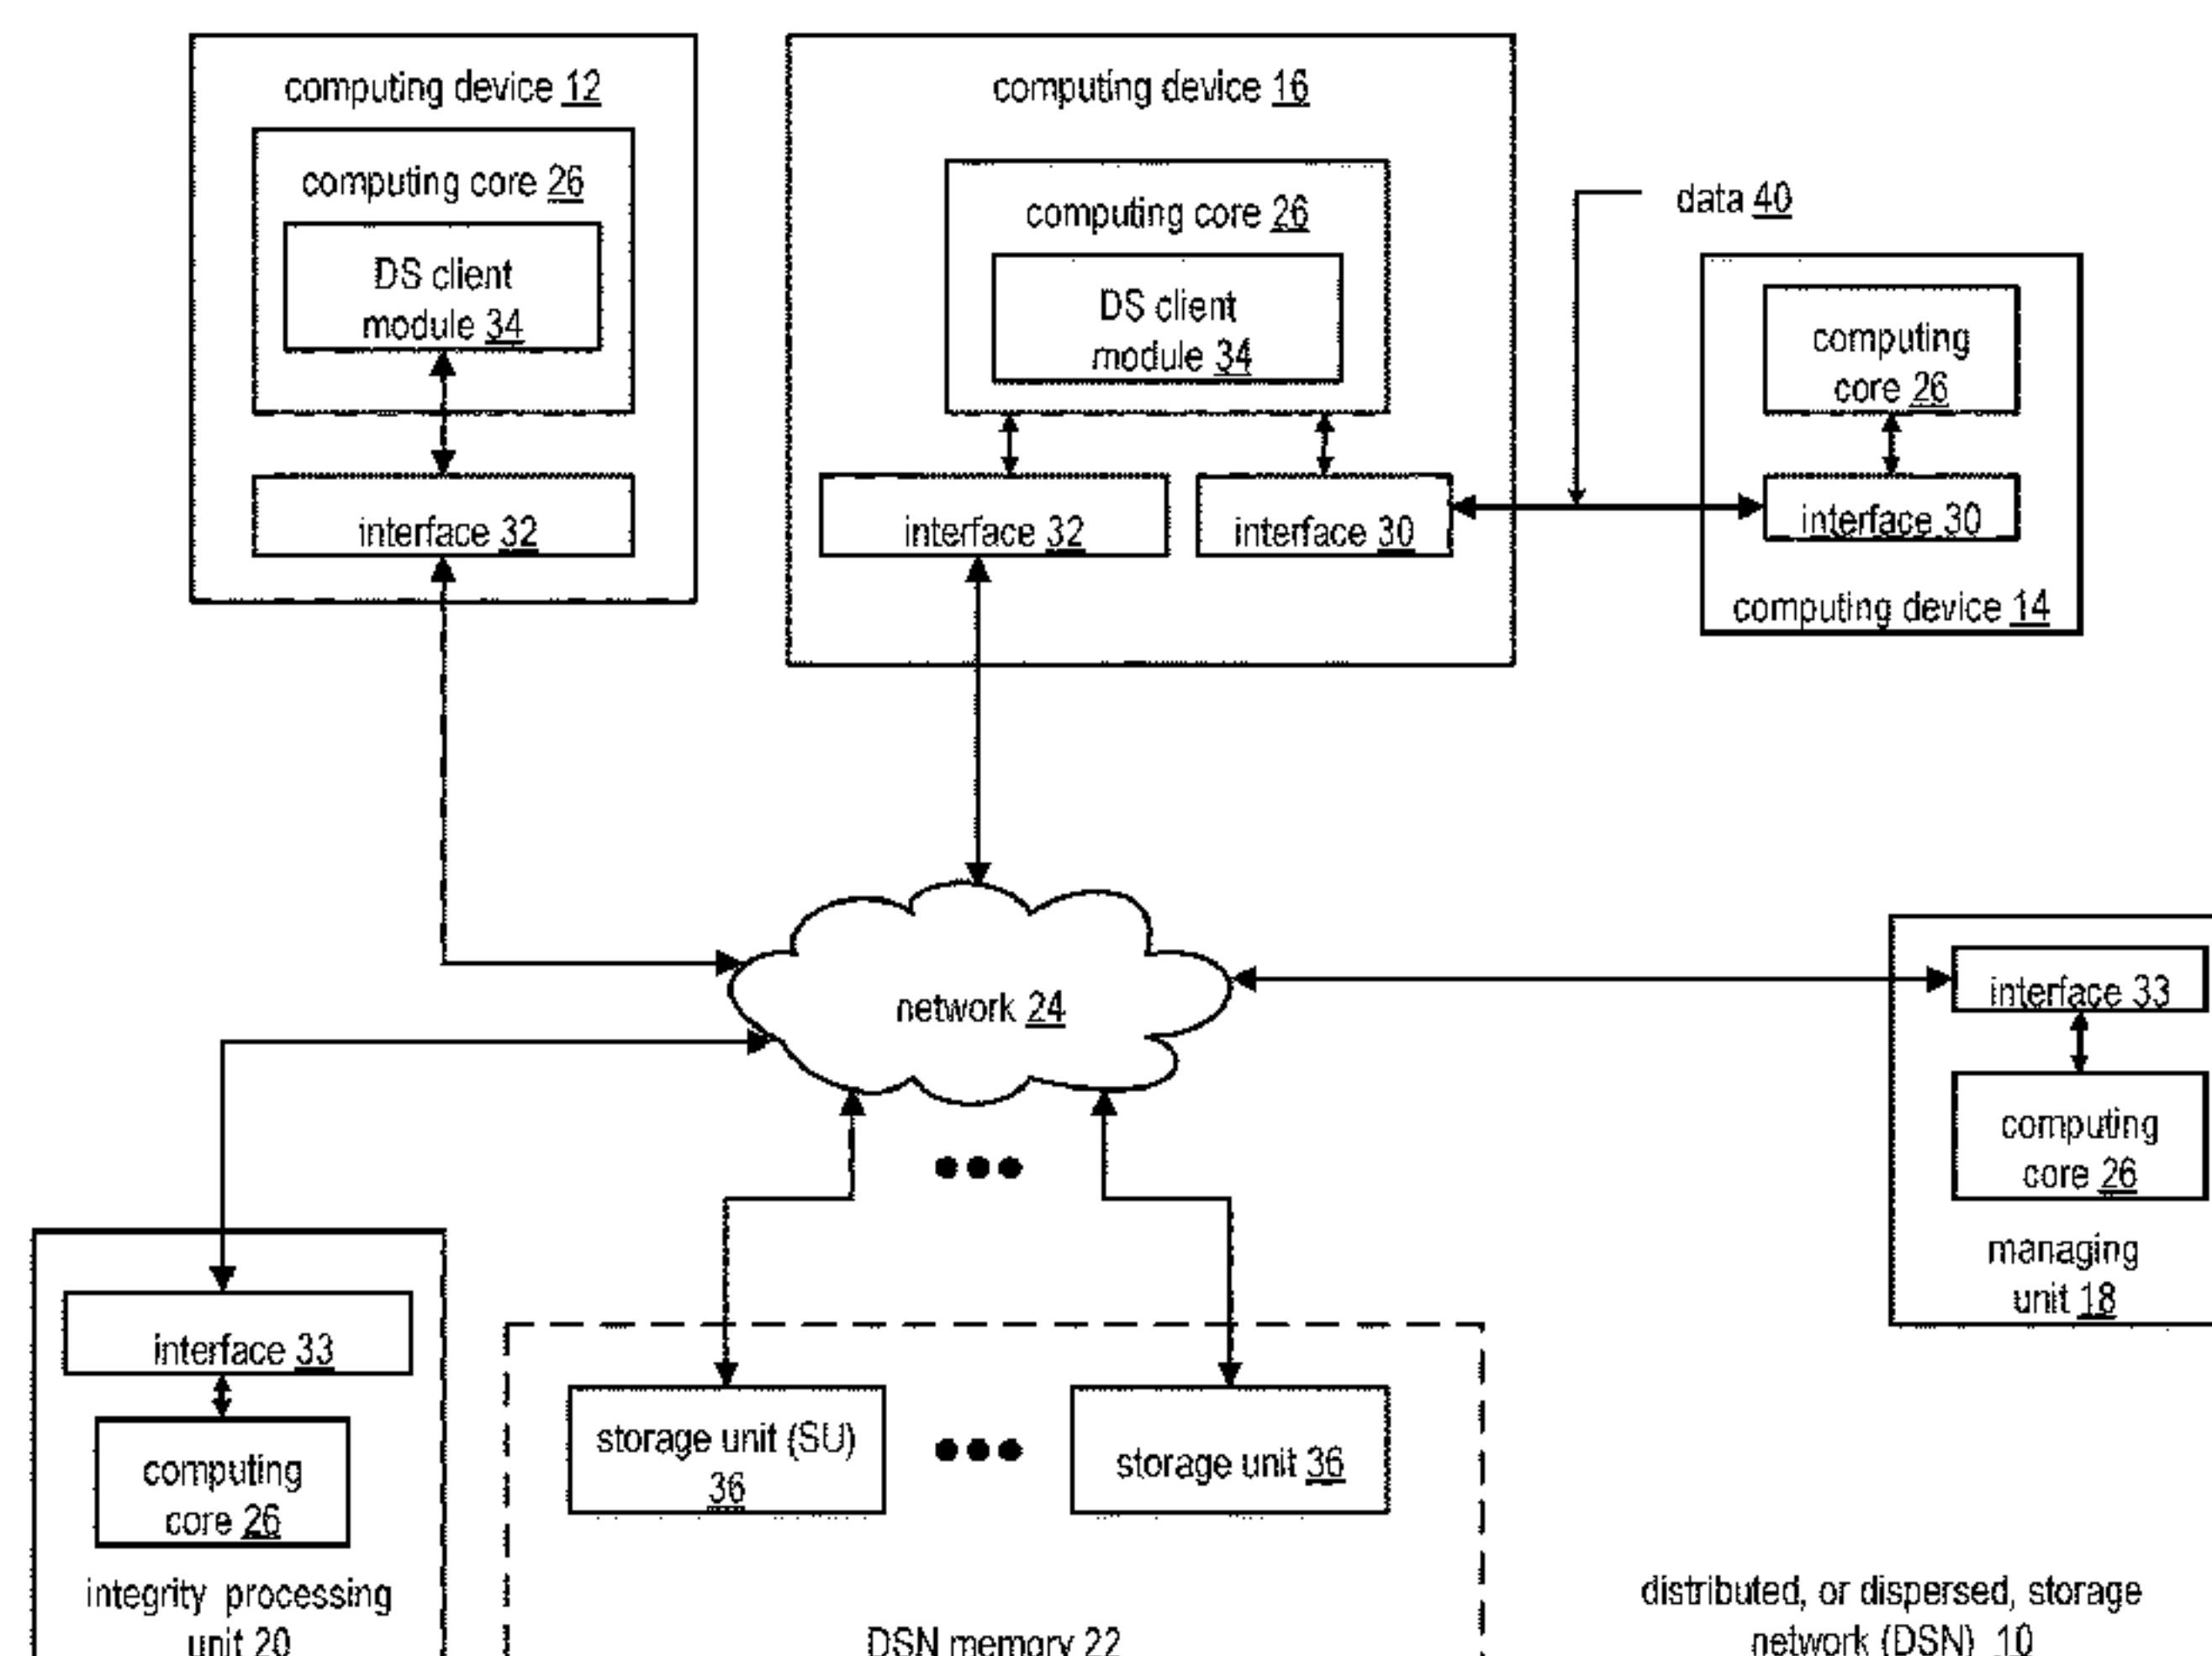 computing device 12
computing core 26
DS client
module 34
interface 32
computing device 16
computing core 26
DS client
module 34
interface 32
interface 30
data 40
computing
core 26
interface 30
computing device 14
network 24
interface 33
computing
core 26
managing
unit 18
interface 33
computing
core 26
integrity processing
unit 20
storage unit (SU)
36
storage unit 36
DSN memory 22
distributed, or dispersed, storage
network (DSN) 10